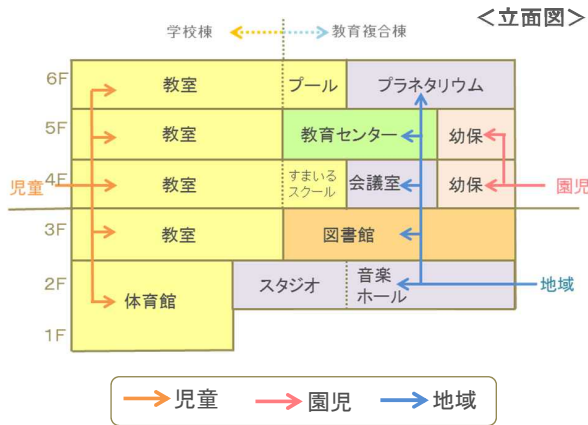 ＜立面図＞
学校棟
教育複合棟
6F
教室
プール
プラネタリウム
5F
教室
教育センター
幼保
児童
4F
教室
すまいる
スクール
会議室
幼保
園児
3F
教室
図書館
2F
体育館
スタジオ
音楽
ホール
地域
1F
児童
園児
地域